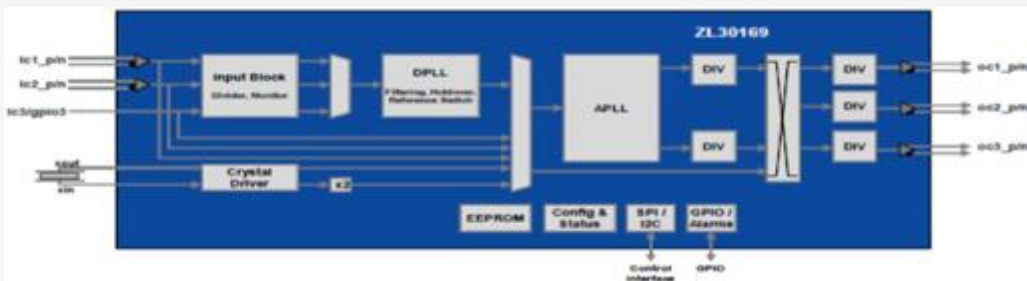 ZL30169
ic1_p/n
ic2_p/n
ic3/gpio3
xout
xin
Input Block
Divider, Monitor
DPLL
Filtering, Holdover,
Reference Switch
Crystal
Driver
x2
APLL
DIV
DIV
DIV
DIV
DIV
oc1_p/n
oc2_p/n
oc3_p/n
EEPROM
Config &
Status
SPI /
I2C
GPIO /
Alarms
Control
interface
GPIO